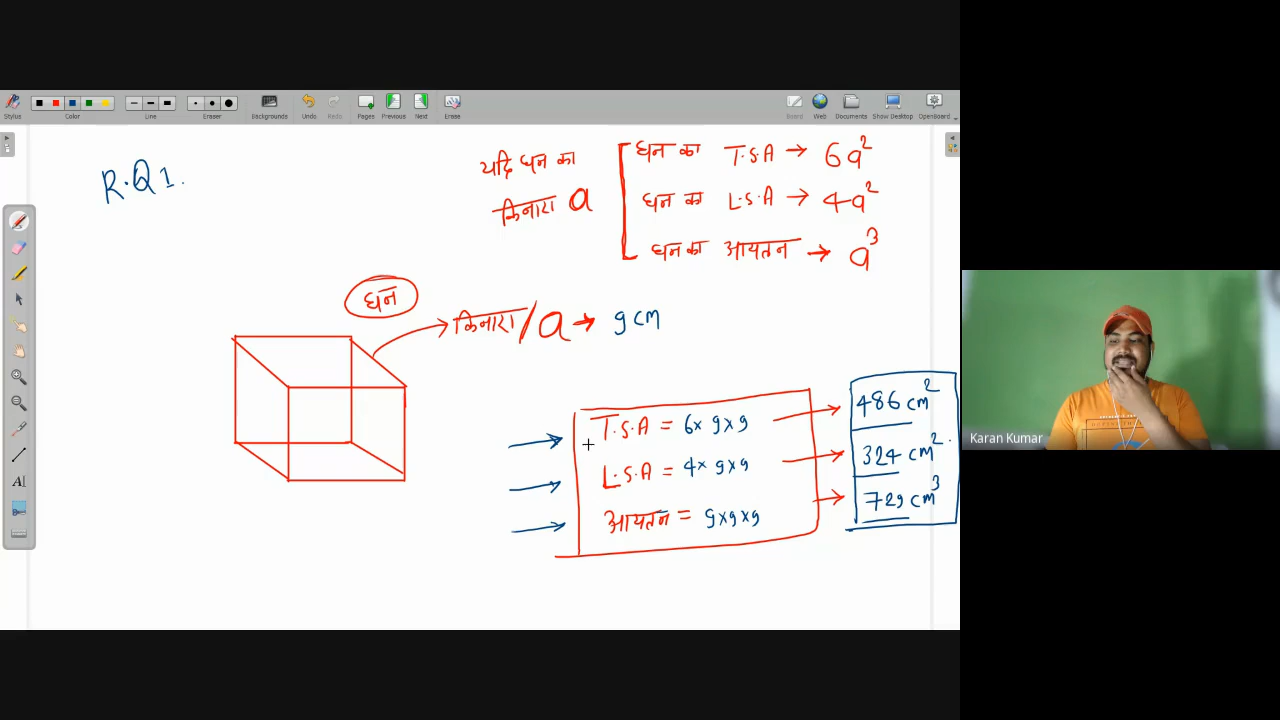 Stylus Color Line Eraser Backgrounds Undo Redo Pages Previous Next Erase Board Web Documents Show Desktop OpenBoard
R.Q1.
यदि घन का
किनारा a
घन का T.S.A → 6a²
घन का L.S.A → 4a²
घन का आयतन → a³
घन
किनारा/a → 9 cm
T.S.A = 6×9×9 → 486 cm²
L.S.A = 4×9×9 → 324 cm².
आयतन = 9×9×9 → 729 cm³
Karan Kumar